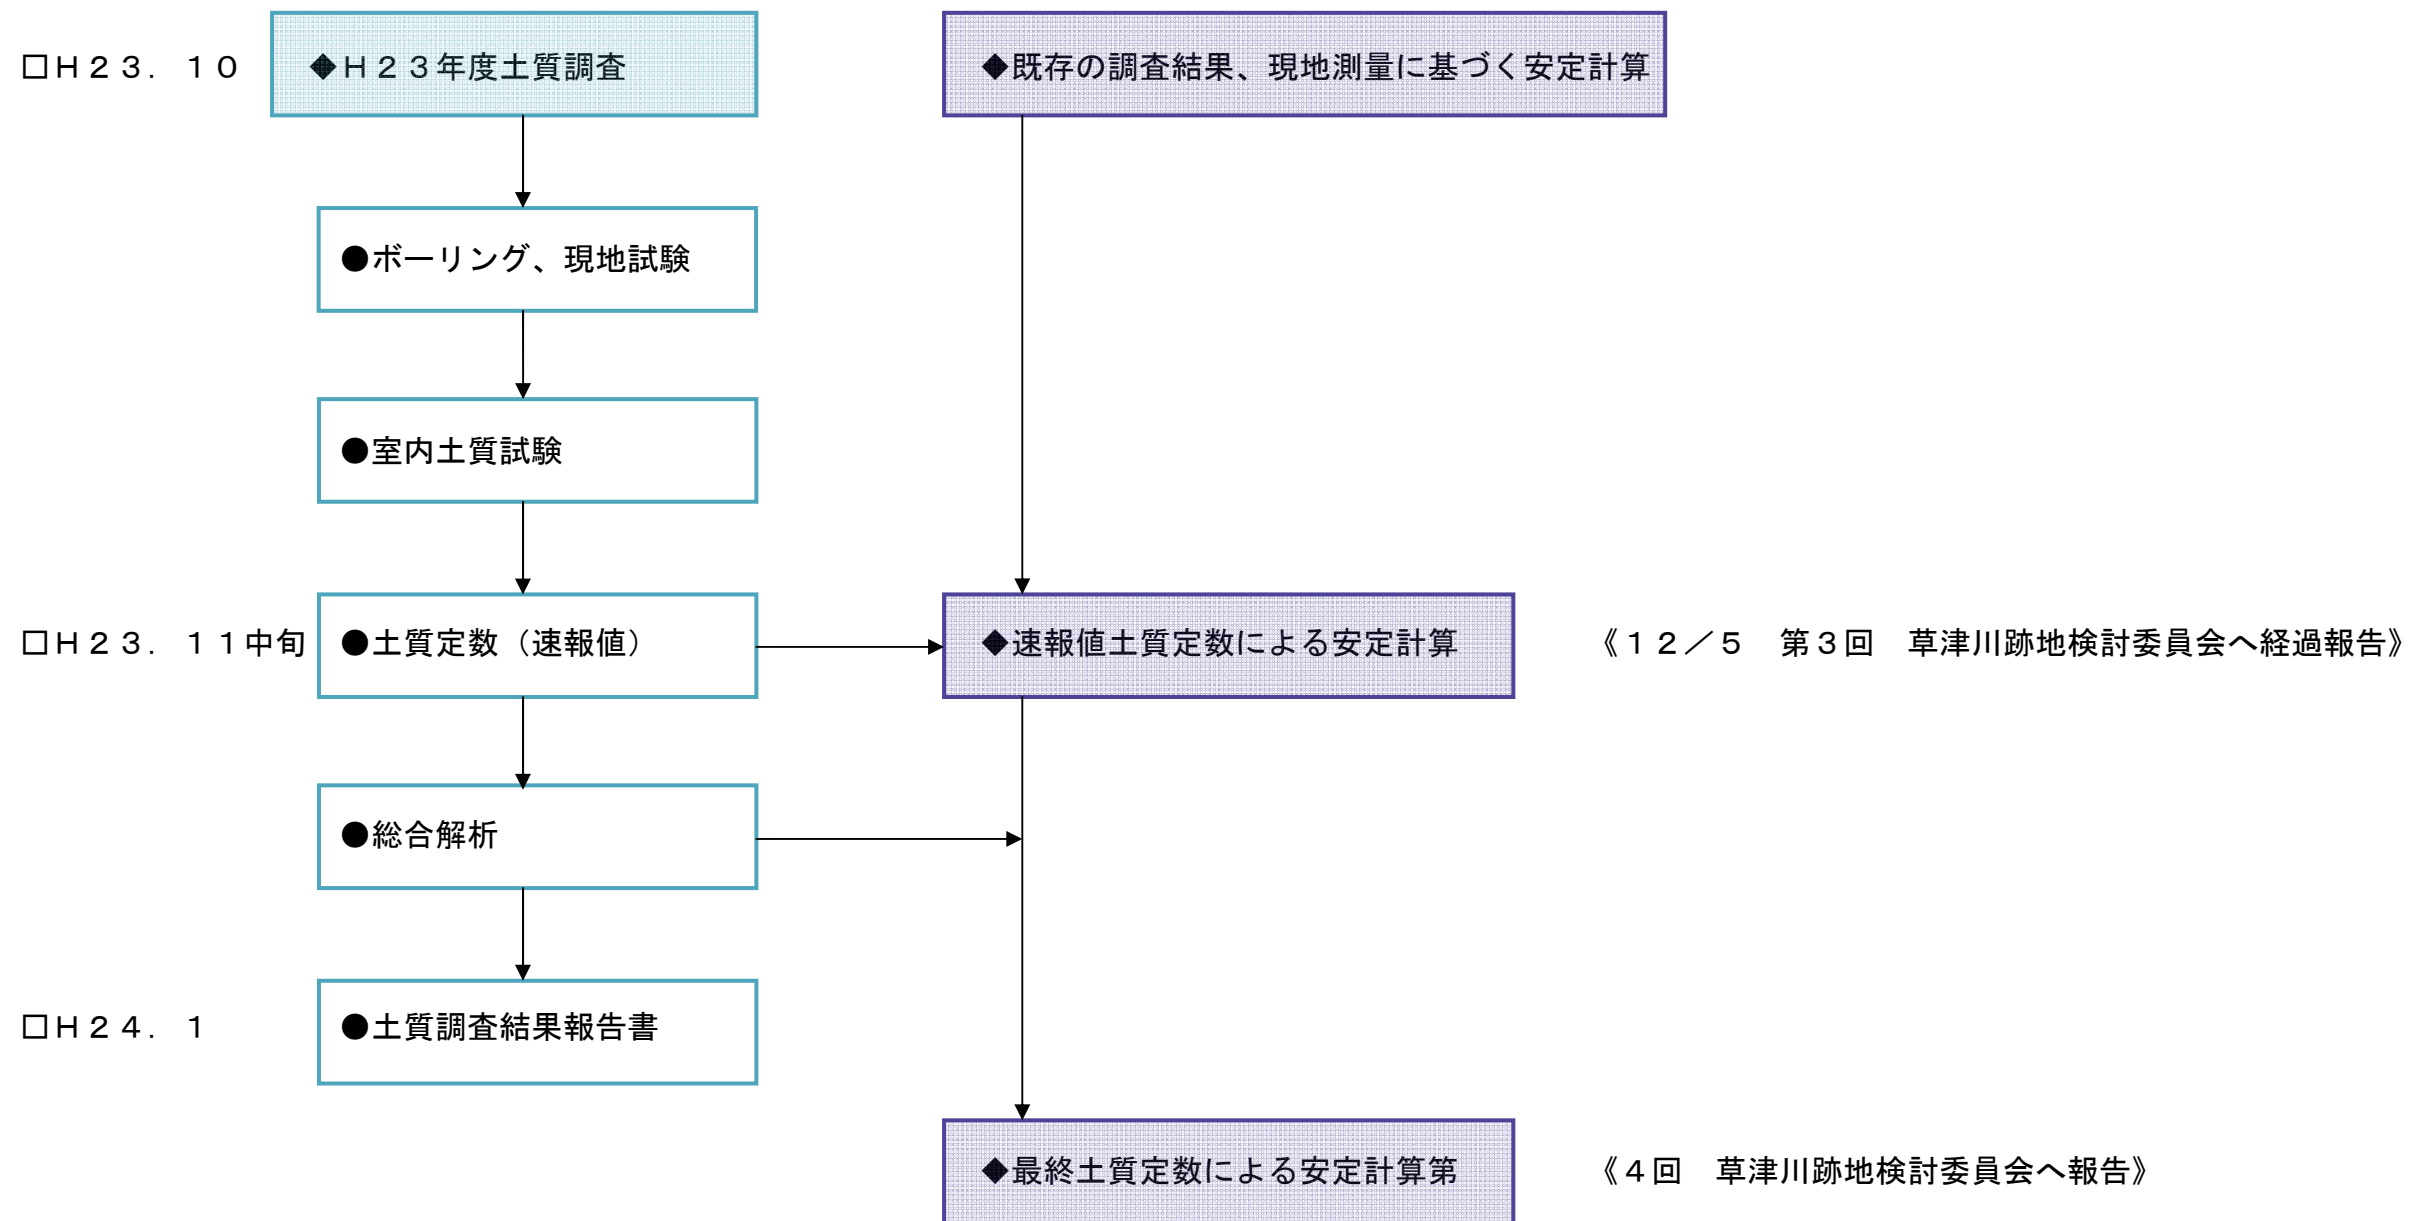 □Ｈ２３．１０
◆Ｈ２３年度土質調査
◆既存の調査結果、現地測量に基づく安定計算
●ボーリング、現地試験
●室内土質試験
□Ｈ２３．１１中旬
●土質定数（速報値）
◆速報値土質定数による安定計算
《１２／５　第３回　草津川跡地検討委員会へ経過報告》
●総合解析
□Ｈ２４．１
●土質調査結果報告書
◆最終土質定数による安定計算第
《４回　草津川跡地検討委員会へ報告》